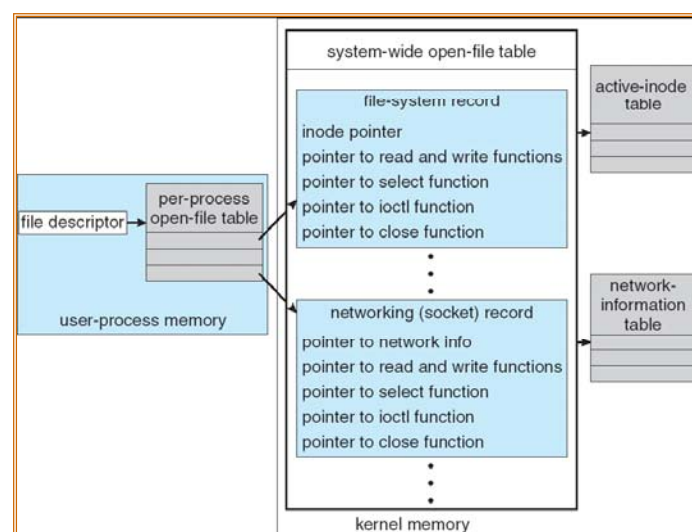 system-wide open-file table
file-system record
inode pointer
pointer to read and write functions
pointer to select function
pointer to ioctl function
pointer to close function
active-inode
table
per-process
open-file table
file descriptor
user-process memory
networking (socket) record
pointer to network info
pointer to read and write functions
pointer to select function
pointer to ioctl function
pointer to close function
network-
information
table
kernel memory